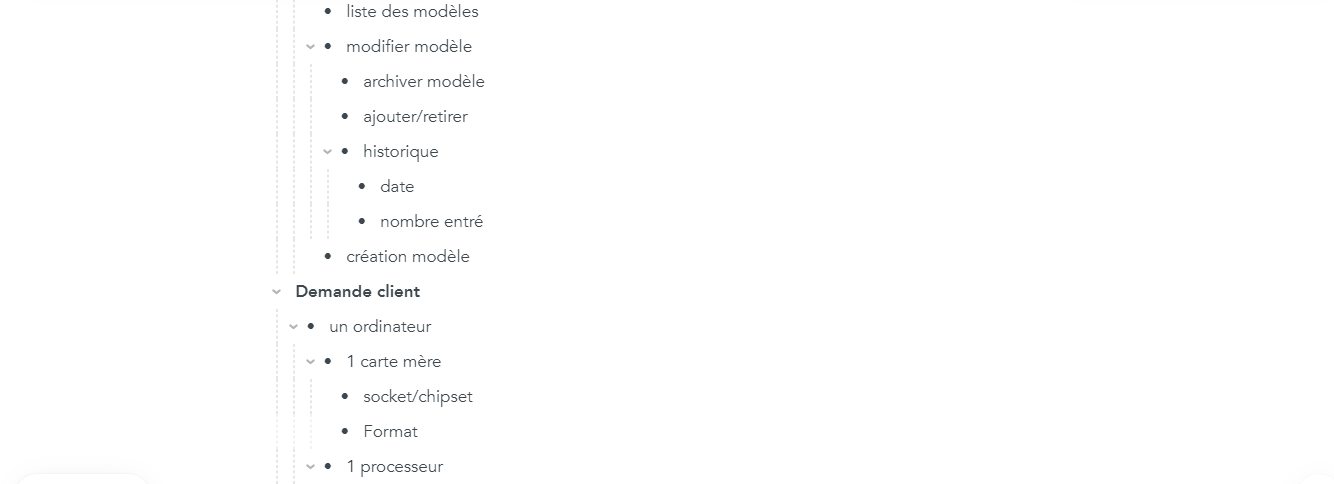 liste des modèles
modifier modèle
archiver modèle
ajouter/retirer
historique
date
nombre entré
création modèle
Demande client
un ordinateur
1 carte mère
socket/chipset
Format
1 processeur